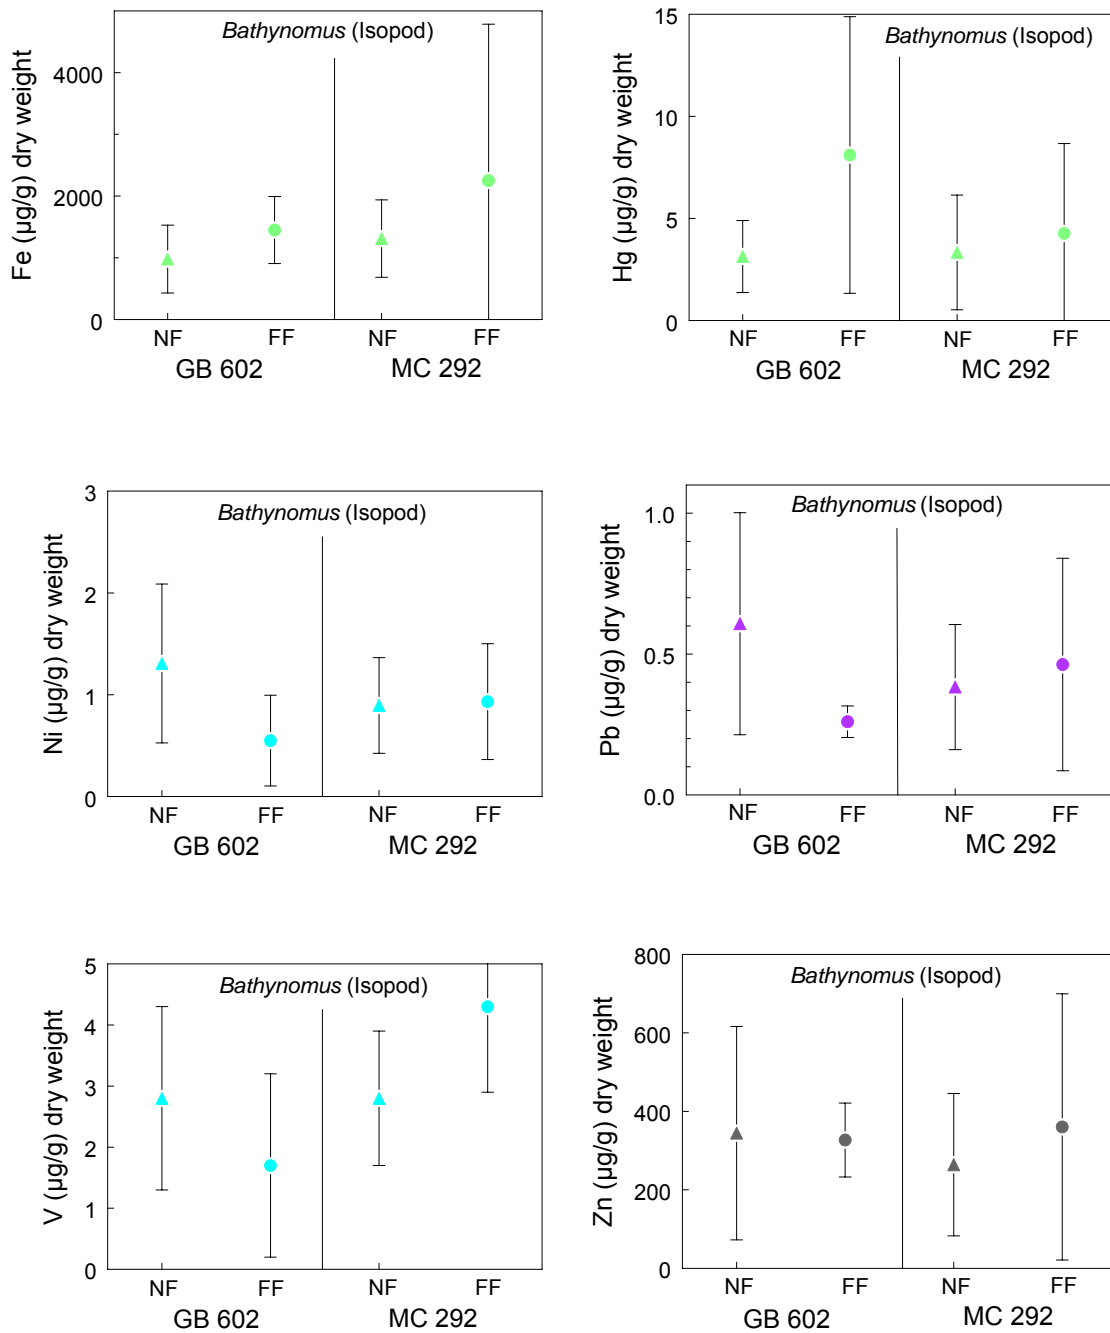 Bathynomus (Isopod)
Fe (µg/g) dry weight
4000
2000
0
NF
FF
NF
FF
GB 602
MC 292
Bathynomus (Isopod)
Hg (µg/g) dry weight
15
10
5
0
NF
FF
NF
FF
GB 602
MC 292
Bathynomus (Isopod)
Ni (µg/g) dry weight
3
2
1
0
NF
FF
NF
FF
GB 602
MC 292
Bathynomus (Isopod)
Pb (µg/g) dry weight
1.0
0.5
0.0
NF
FF
NF
FF
GB 602
MC 292
Bathynomus (Isopod)
V (µg/g) dry weight
5
4
3
2
1
0
NF
FF
NF
FF
GB 602
MC 292
Bathynomus (Isopod)
Zn (µg/g) dry weight
800
600
400
200
0
NF
FF
NF
FF
GB 602
MC 292